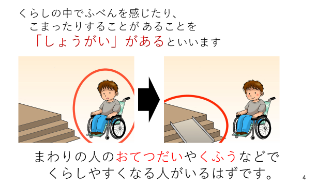 くらしの中でふべんを感じたり、
こまったりすることが あることを
「しょうがい」があるといいます
まわりの人のおてつだいやくふうなどで
くらしやすくなる人がいるはずです。
4